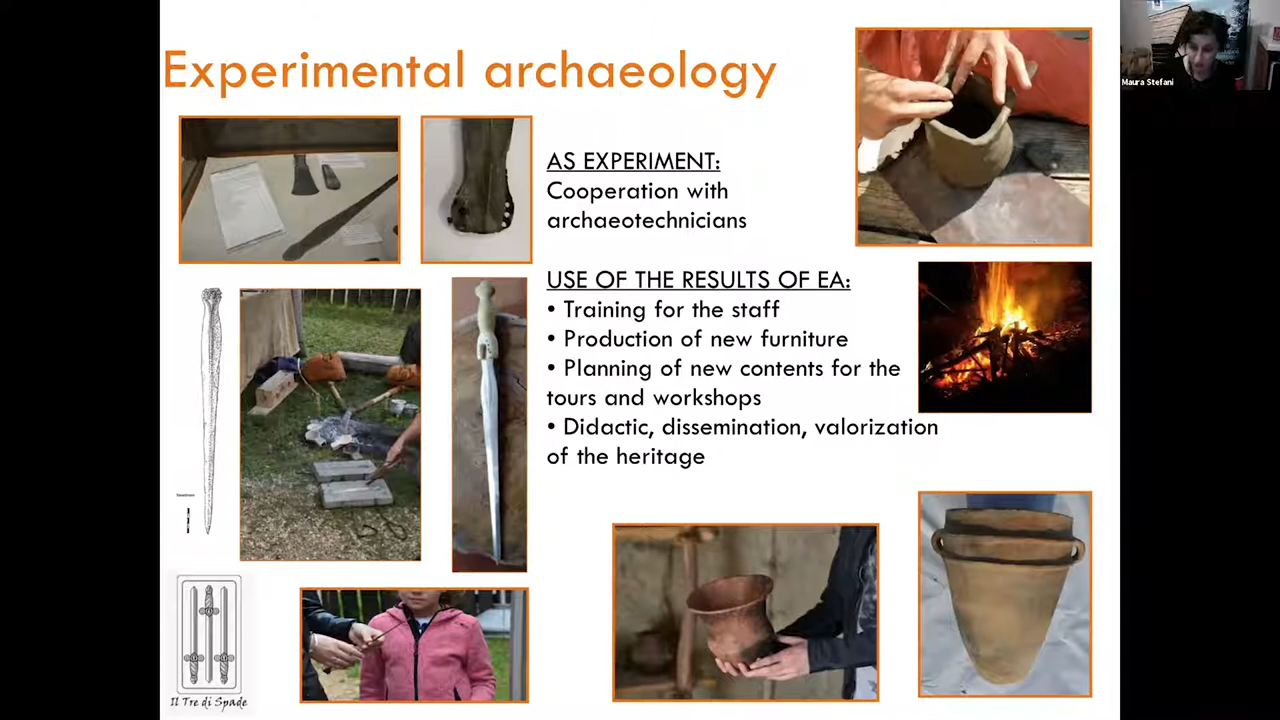 Experimental archaeology
Maura Stefani
AS EXPERIMENT:
Cooperation with
archaeotechnicians
USE OF THE RESULTS OF EA:
• Training for the staff
• Production of new furniture
• Planning of new contents for the
tours and workshops
• Didactic, dissemination, valorization
of the heritage
Il Tre di Spade